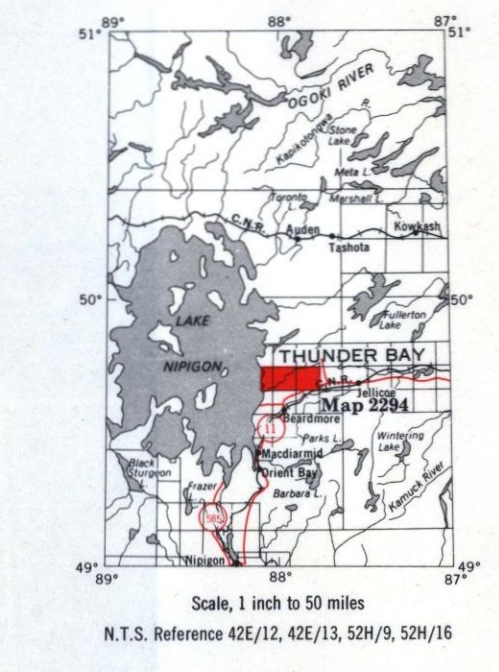 89° 88° 87°
51° 51°
OGOKI RIVER
Kapikotongwa R.
Stone
Lake
Meta L.
Toronto
L.
Marshall L.
C.N.R.
Auden
Kowkash
Tashota
50° 50°
LAKE
NIPIGON
Fullerton
Lake
THUNDER BAY
C.N.R.
Jellicoe
Map 2294
Beardmore
11
Parks L.
Wintering
Lake
Macdiarmid
Black
Sturgeon
L.
Orient Bay
Frazer
L.
Barbara L.
Kamuck River
585
Nipigon
49° 49°
89° 88° 87°
Scale, 1 inch to 50 miles
N.T.S. Reference 42E/12, 42E/13, 52H/9, 52H/16